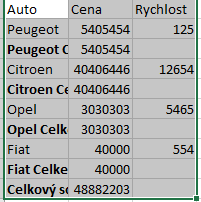 Auto Cena Rychlost
Peugeot 5405454 125
Peugeot C 5405454
Citroen 40406446 12654
Citroen Ce 40406446
Opel 3030303 5465
Opel Celk 3030303
Fiat 40000 554
Fiat Celke 40000
Celkový so 48882203